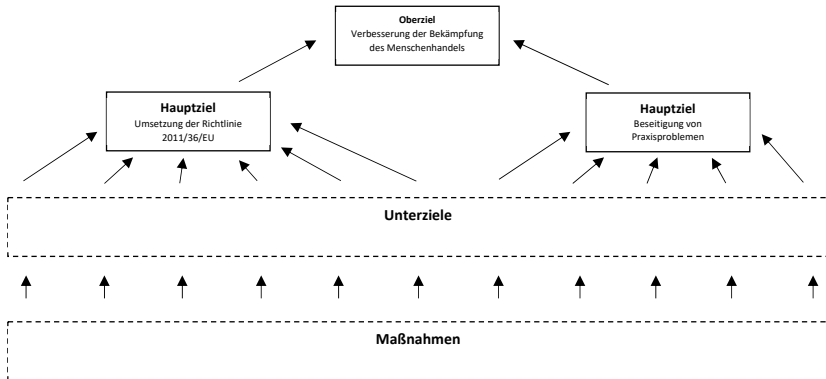 Oberziel
Verbesserung der Bekämpfung
des Menschenhandels
Hauptziel
Umsetzung der Richtlinie
2011/36/EU
Hauptziel
Beseitigung von
Praxisproblemen
Unterziele
Maßnahmen